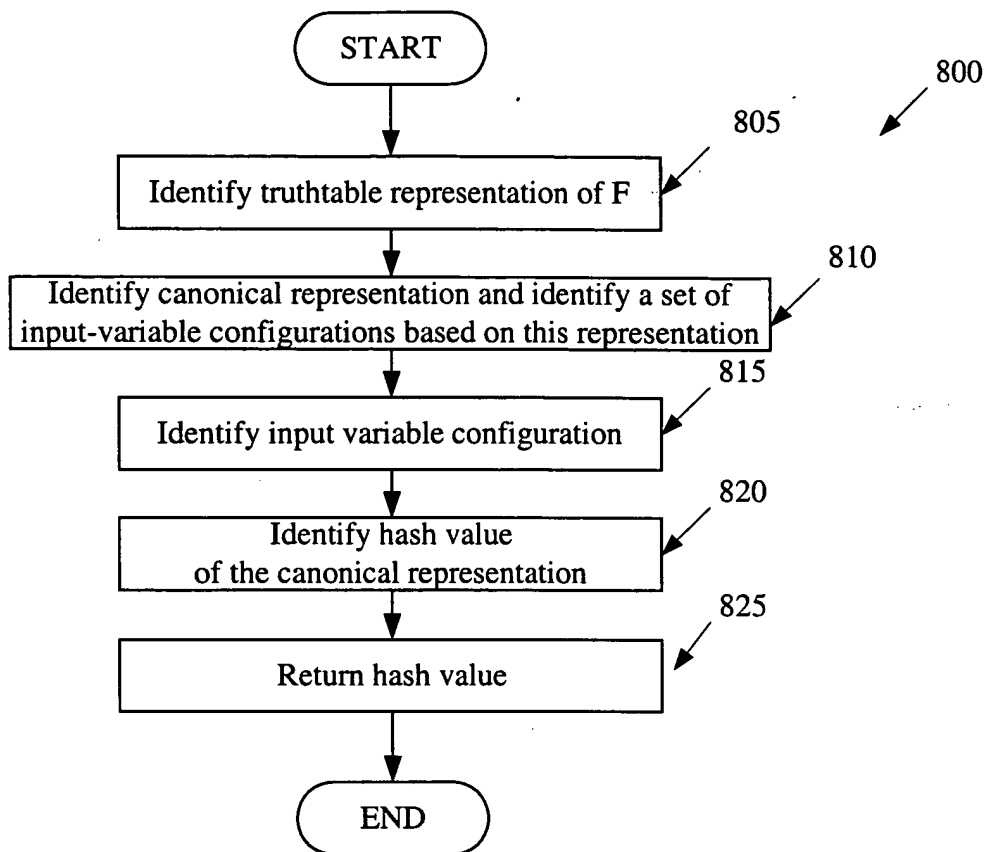 START
800
805
Identify truthtable representation of F
810
Identify canonical representation and identify a set of
input-variable configurations based on this representation
815
Identify input variable configuration
820
Identify hash value
of the canonical representation
825
Return hash value
END